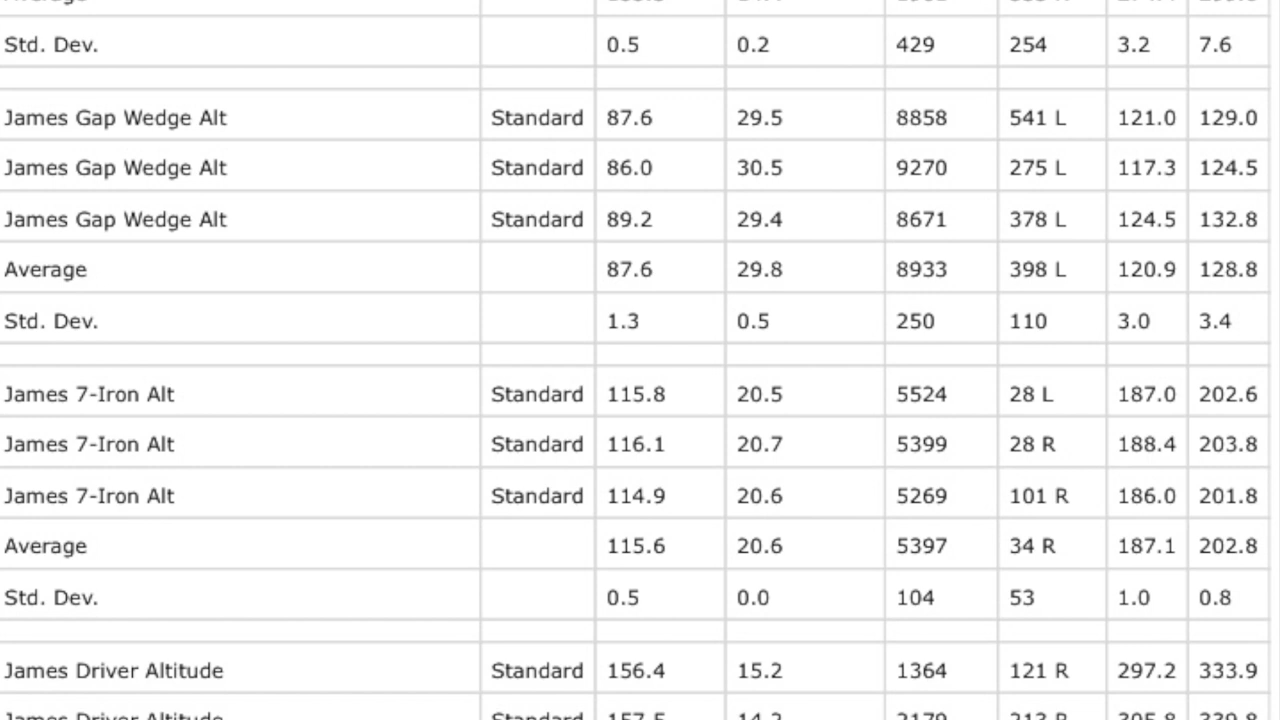 Std. Dev. 0.5 0.2 429 254 3.2 7.6
James Gap Wedge Alt Standard 87.6 29.5 8858 541 L 121.0 129.0
James Gap Wedge Alt Standard 86.0 30.5 9270 275 L 117.3 124.5
James Gap Wedge Alt Standard 89.2 29.4 8671 378 L 124.5 132.8
Average 87.6 29.8 8933 398 L 120.9 128.8
Std. Dev. 1.3 0.5 250 110 3.0 3.4
James 7-Iron Alt Standard 115.8 20.5 5524 28 L 187.0 202.6
James 7-Iron Alt Standard 116.1 20.7 5399 28 R 188.4 203.8
James 7-Iron Alt Standard 114.9 20.6 5269 101 R 186.0 201.8
Average 115.6 20.6 5397 34 R 187.1 202.8
Std. Dev. 0.5 0.0 104 53 1.0 0.8
James Driver Altitude Standard 156.4 15.2 1364 121 R 297.2 333.9
James Driver Altitude Standard